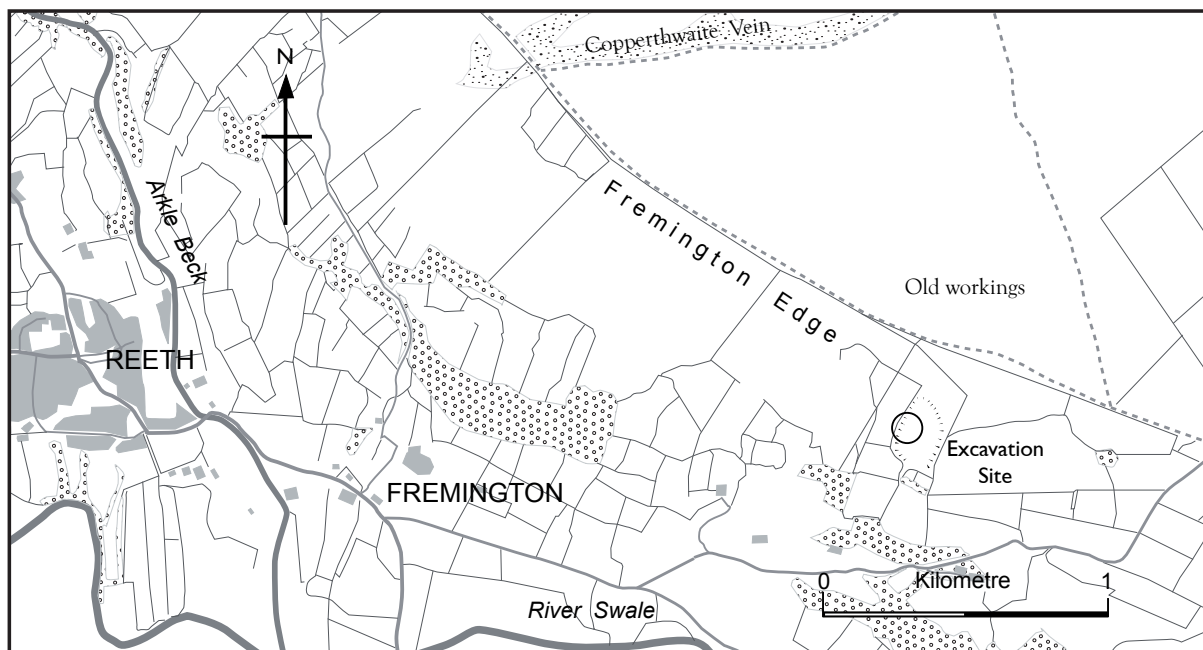 Copperthwaite Vein
N
Arkle Beck
Fremington Edge
Old workings
REETH
Excavation
Site
FREMINGTON
0 Kilometre 1
River Swale